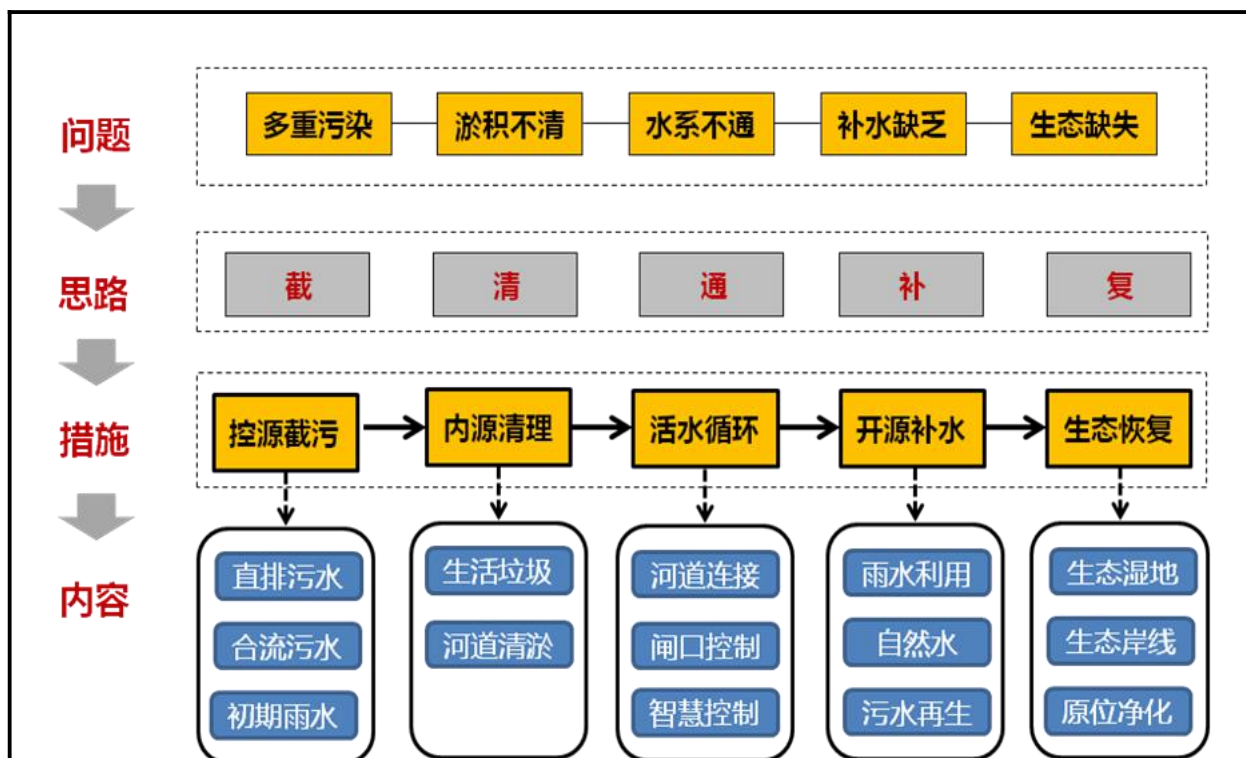 问题
多重污染 淤积不清 水系不通 补水缺乏 生态缺失
思路
截 清 通 补 复
措施
控源截污 内源清理 活水循环 开源补水 生态恢复
内容
直排污水 生活垃圾 河道连接 雨水利用 生态湿地
合流污水 河道清淤 闸口控制 自然水 生态岸线
初期雨水 智慧控制 污水再生 原位净化